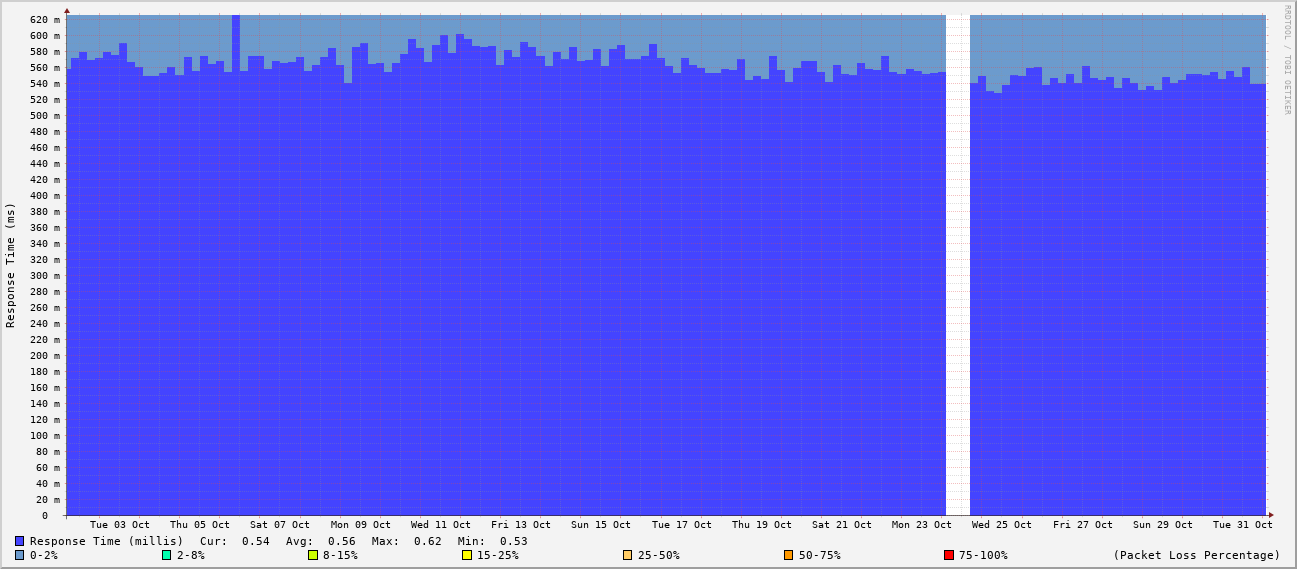 RRDTOOL / TOBI OETIKER
Response Time (ms)
620 m
600 m
580 m
560 m
540 m
520 m
500 m
480 m
460 m
440 m
420 m
400 m
380 m
360 m
340 m
320 m
300 m
280 m
260 m
240 m
220 m
200 m
180 m
160 m
140 m
120 m
100 m
80 m
60 m
40 m
20 m
0
Tue 03 Oct Thu 05 Oct Sat 07 Oct Mon 09 Oct Wed 11 Oct Fri 13 Oct Sun 15 Oct Tue 17 Oct Thu 19 Oct Sat 21 Oct Mon 23 Oct Wed 25 Oct Fri 27 Oct Sun 29 Oct Tue 31 Oct
Response Time (millis) Cur: 0.54 Avg: 0.56 Max: 0.62 Min: 0.53
0-2% 2-8% 8-15% 15-25% 25-50% 50-75% 75-100% (Packet Loss Percentage)